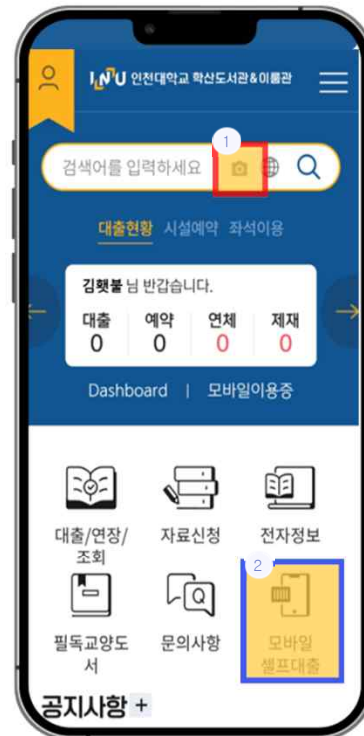 INU 인천대학교 학산도서관&이룸관
1
검색어를 입력하세요
대출현황 시설예약 좌석이용
김횃불 님 반갑습니다.
대출 예약 연체 제재
0 0 0 0
Dashboard | 모바일이용증
대출/연장/ 자료신청 전자정보
조회
2
Q
필독교양도 문의사항 모바일
서 셀프대출
공지사항 +